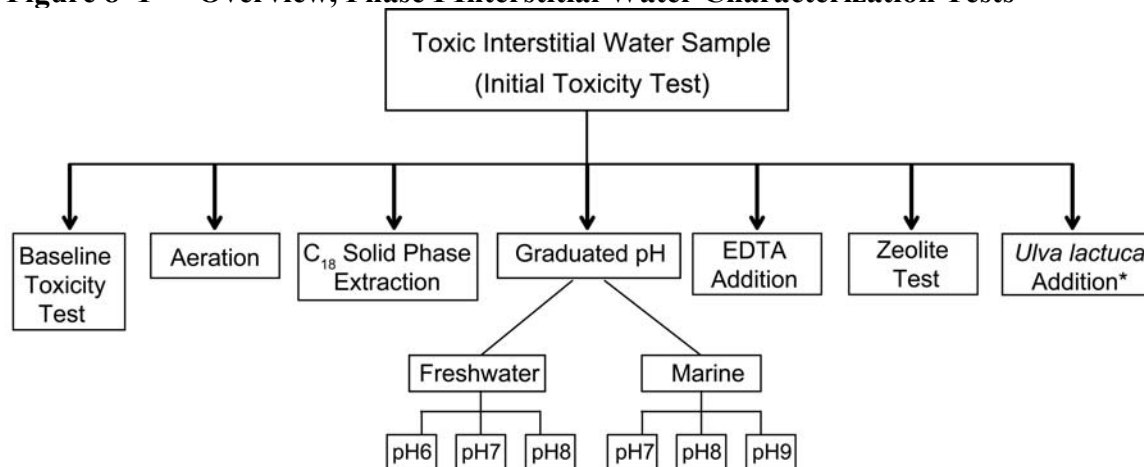 Figure 8-1 Overview, Phase I Interstitial Water Characterization Tests
Toxic Interstitial Water Sample
(Initial Toxicity Test)
Baseline
Toxicity
Test
Aeration
C18 Solid Phase
Extraction
Graduated pH
EDTA
Addition
Zeolite
Test
Ulva lactuca
Addition*
Freshwater
Marine
pH6
pH7
pH8
pH7
pH8
pH9